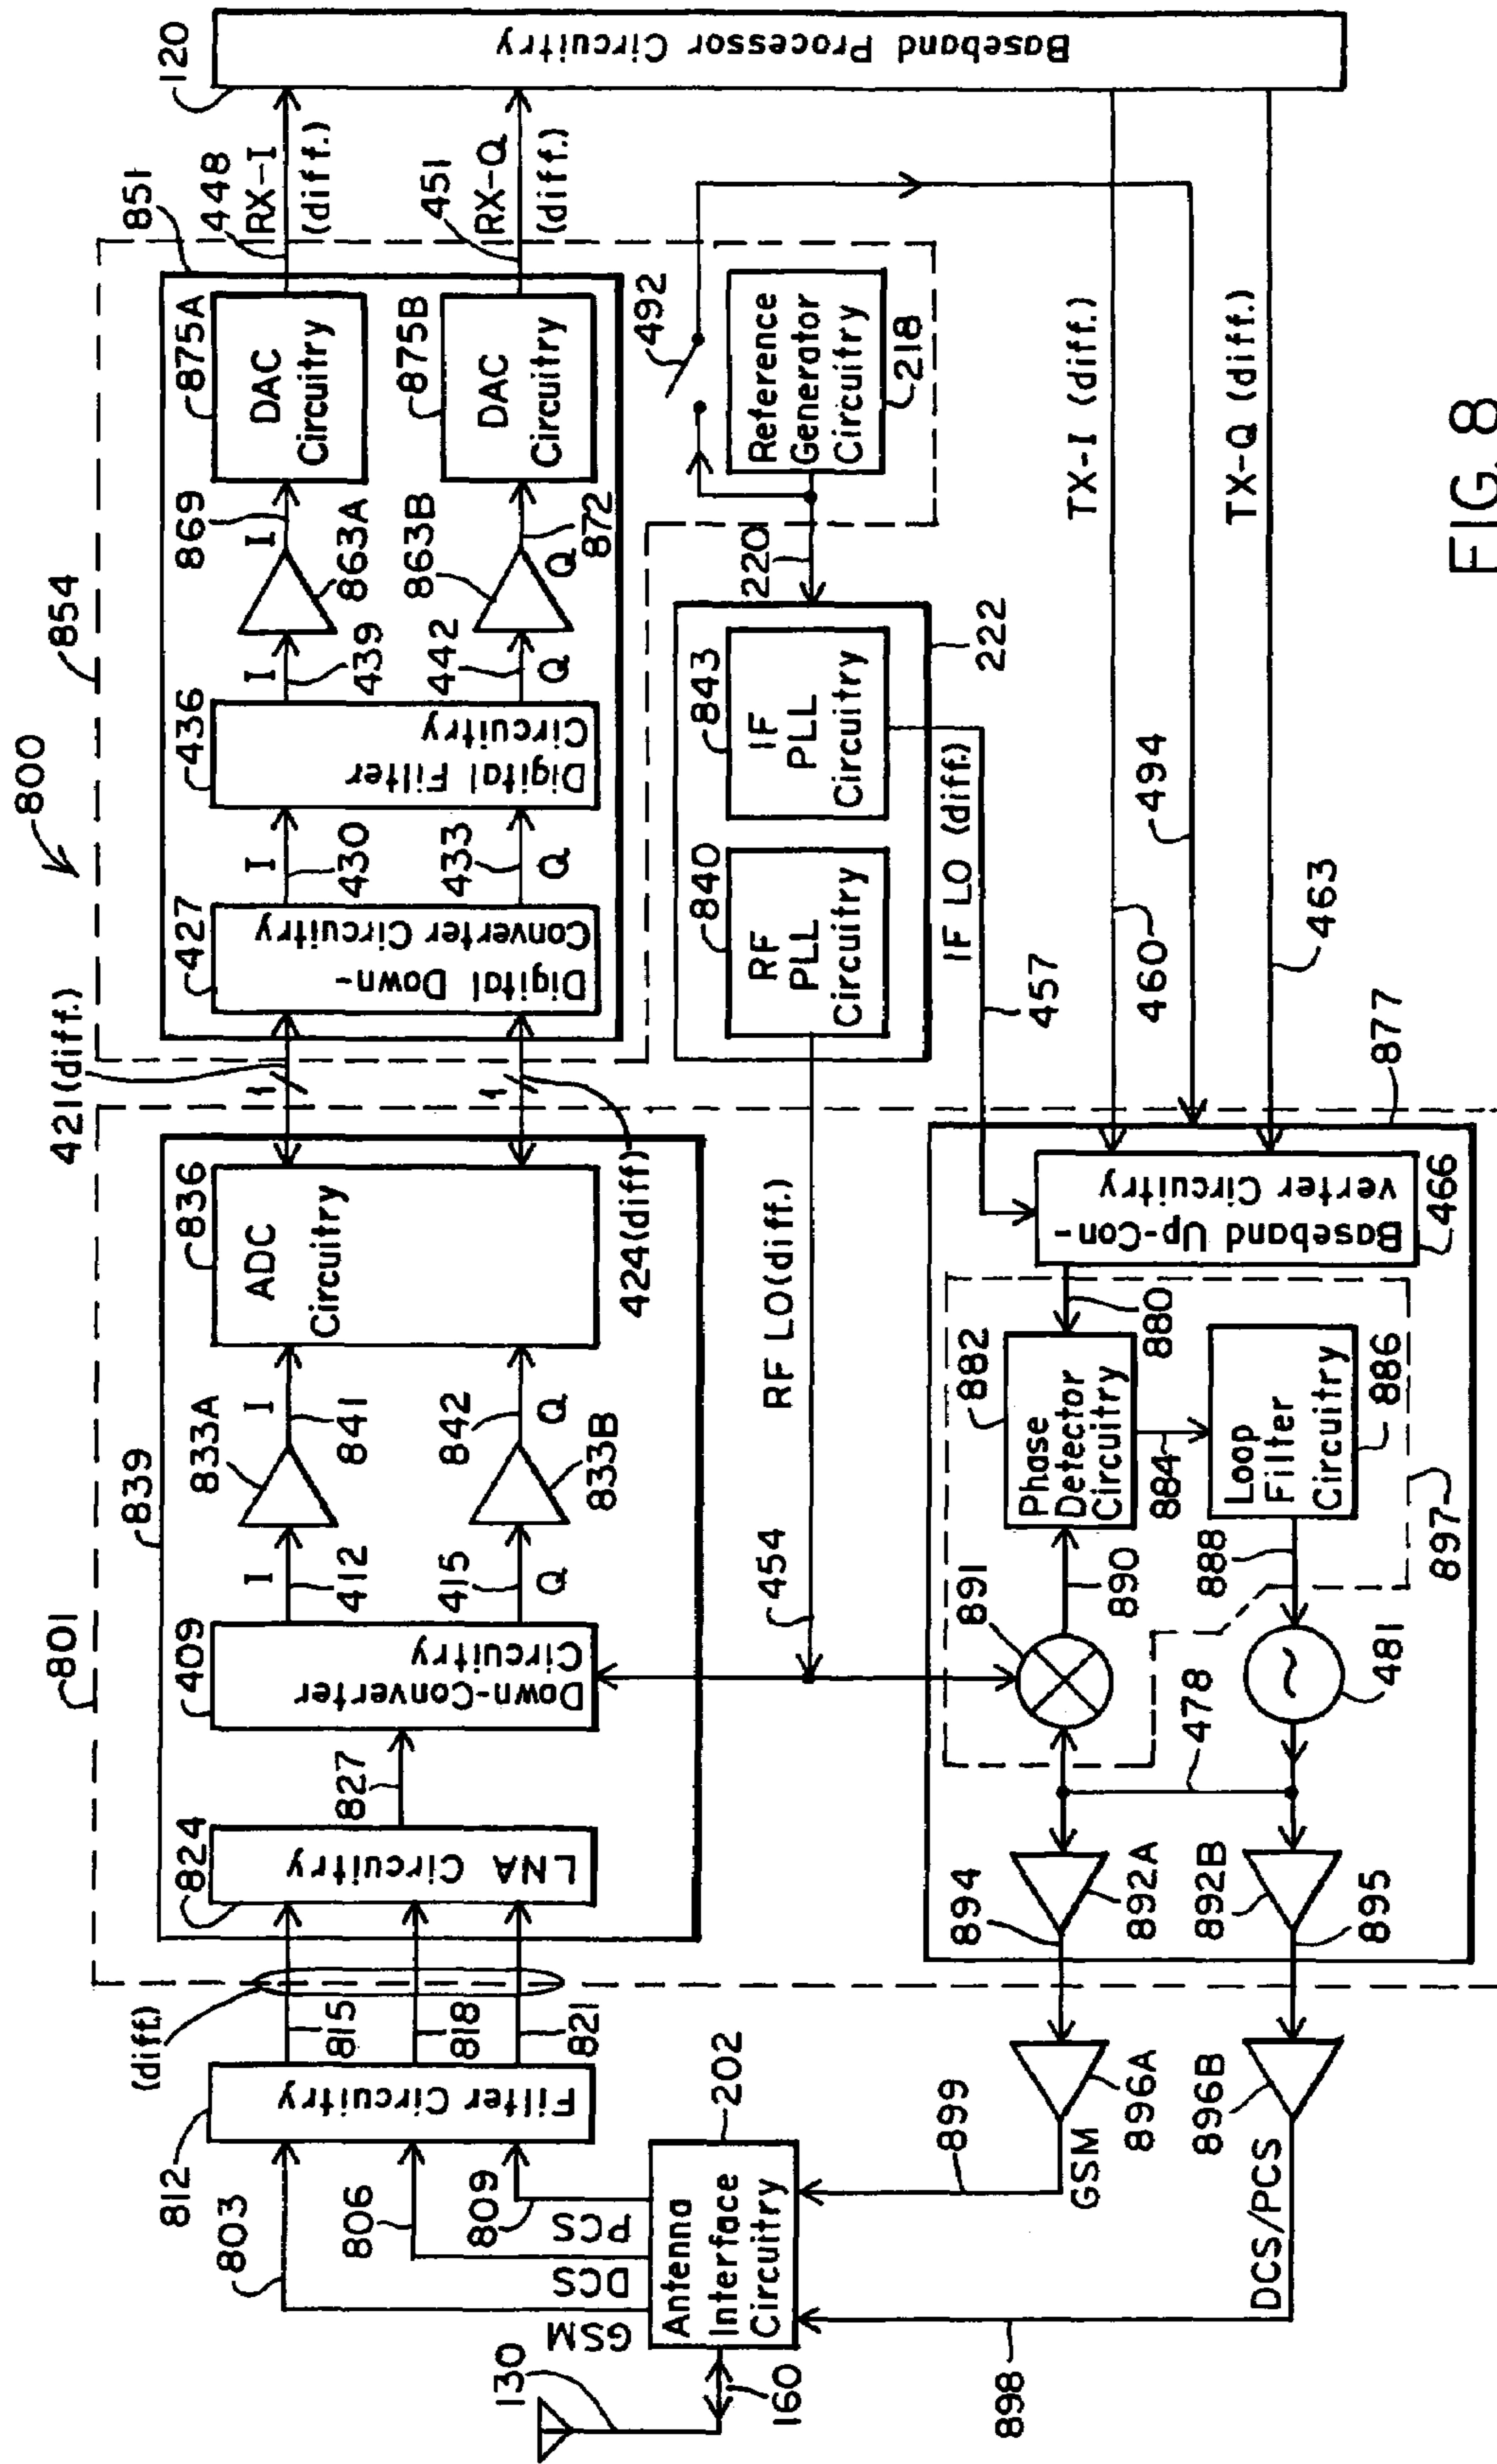 800
801
854
839
851
(diff.)
421 (diff.)
812
Filter Circuitry
803
806
809
GSM
DCS
PCS
815
818
821
824
LNA Circuitry
827
409
Down-Converter
Circuitry
I
412
415
Q
833A
833B
I
841
842
Q
836
ADC
Circuitry
1
1
424(diff)
427
Digital Down-
Converter Circuitry
I
430
433
Q
436
Digital Filter
Circuitry
I
439
442
Q
863A
863B
869
I
Q
872
875A
DAC
Circuitry
875B
DAC
Circuitry
448
RX-I
(diff.)
451
RX-Q
(diff.)
120
Baseband Processor Circuitry
130
160
Antenna
Interface
Circuitry
202
RF LO(diff.)
454
840
RF
PLL
Circuitry
843
IF
PLL
Circuitry
222
220
492
Reference
Generator
Circuitry
218
IF LO (diff.)
457
TX-I (diff.)
460
494
TX-Q (diff.)
463
877
Baseband Up-Con-
verter Circuitry
466
880
882
Phase
Detector
Circuitry
884
Loop
Filter
Circuitry
886
888
890
891
897
481
478
892A
892B
894
895
896A
896B
899
GSM
DCS/PCS
898
FIG. 8